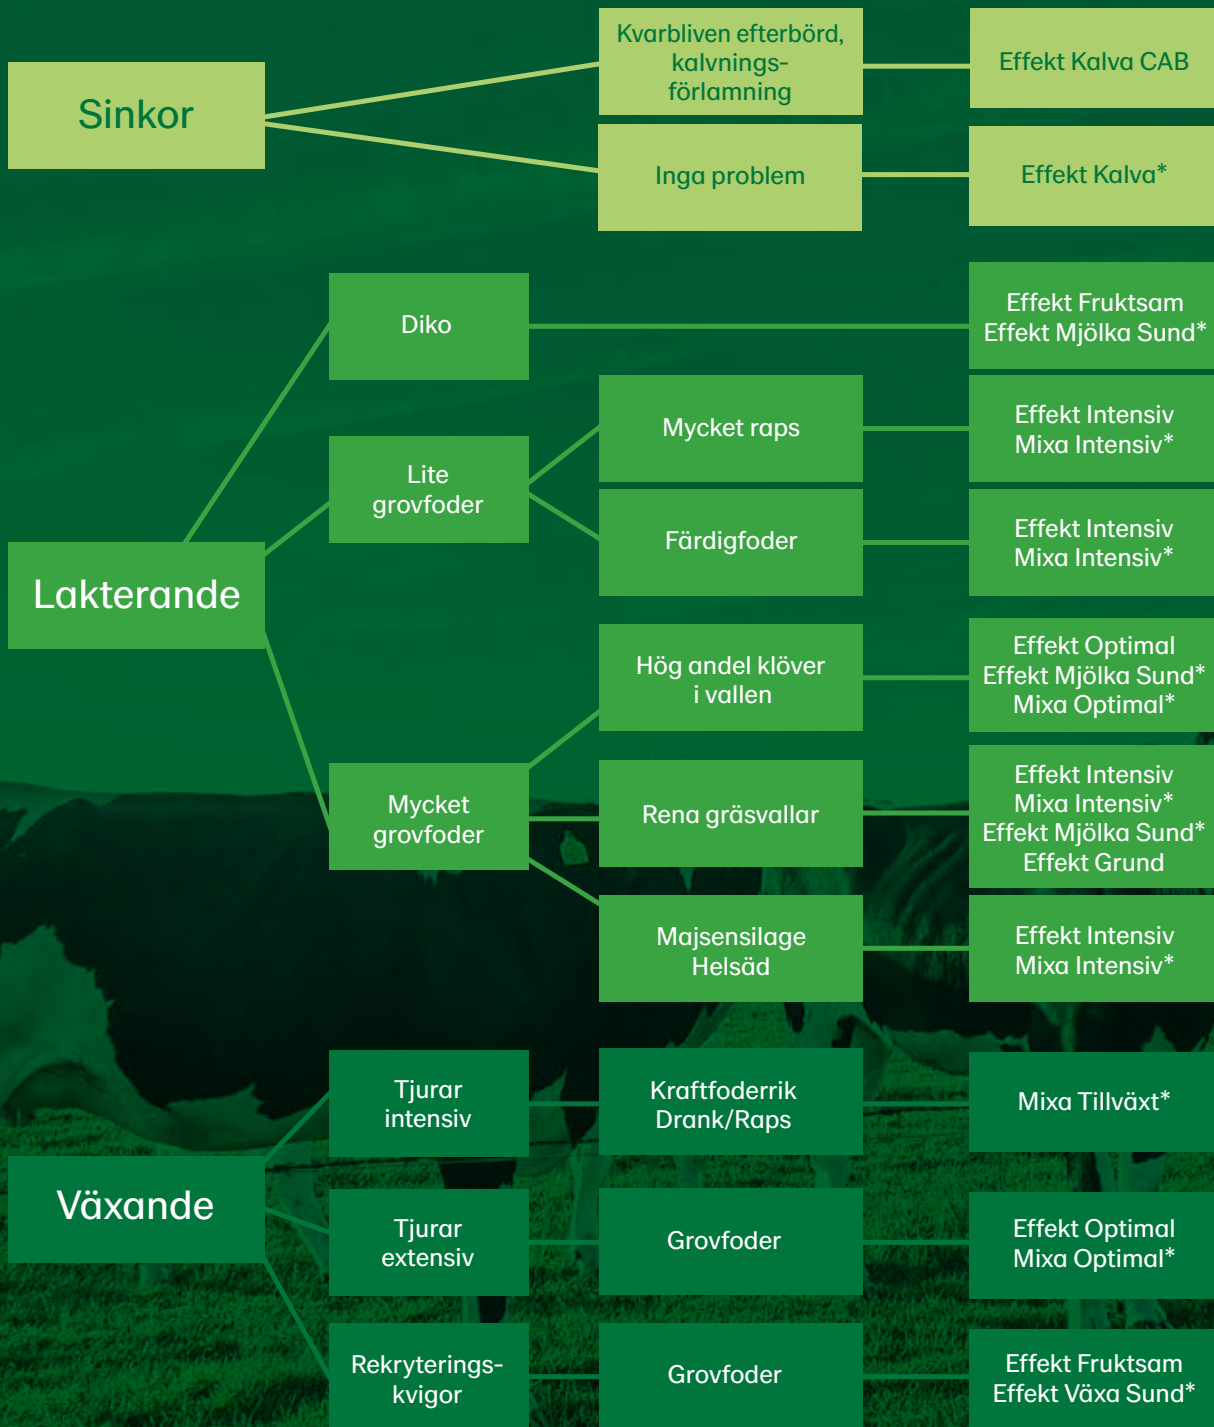 Sinkor
Kvarbliven efterbörd,
kalvnings-
förlamning
Effekt Kalva CAB
Inga problem
Effekt Kalva*
Lakterande
Diko
Effekt Fruktsam
Effekt Mjölka Sund*
Lite
grovfoder
Mycket raps
Effekt Intensiv
Mixa Intensiv*
Färdigfoder
Effekt Intensiv
Mixa Intensiv*
Mycket
grovfoder
Hög andel klöver
i vallen
Effekt Optimal
Effekt Mjölka Sund*
Mixa Optimal*
Rena gräsvallar
Effekt Intensiv
Mixa Intensiv*
Effekt Mjölka Sund*
Effekt Grund
Majsensilage
Helsäd
Effekt Intensiv
Mixa Intensiv*
Växande
Tjurar
intensiv
Kraftfoderrik
Drank/Raps
Mixa Tillväxt*
Tjurar
extensiv
Grovfoder
Effekt Optimal
Mixa Optimal*
Rekryterings-
kvigor
Grovfoder
Effekt Fruktsam
Effekt Växa Sund*